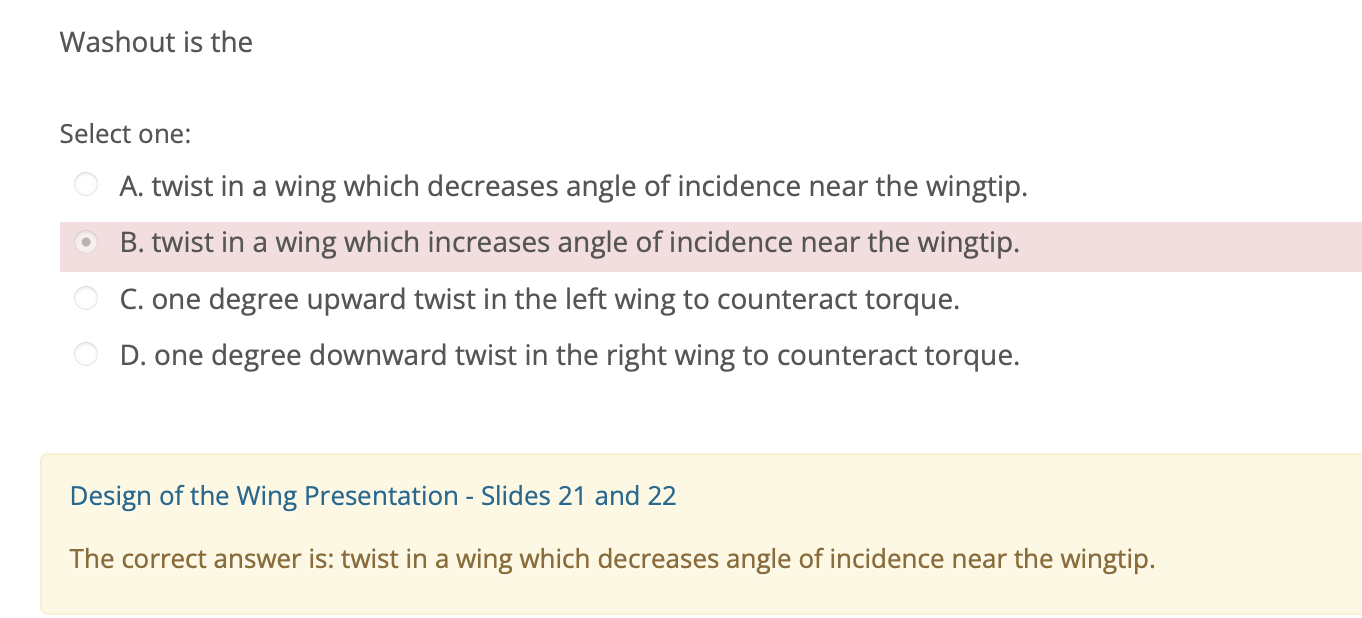 Washout is the
Select one:
A. twist in a wing which decreases angle of incidence near the wingtip.
B. twist in a wing which increases angle of incidence near the wingtip.
C. one degree upward twist in the left wing to counteract torque.
D. one degree downward twist in the right wing to counteract torque.
Design of the Wing Presentation - Slides 21 and 22
The correct answer is: twist in a wing which decreases angle of incidence near the wingtip.